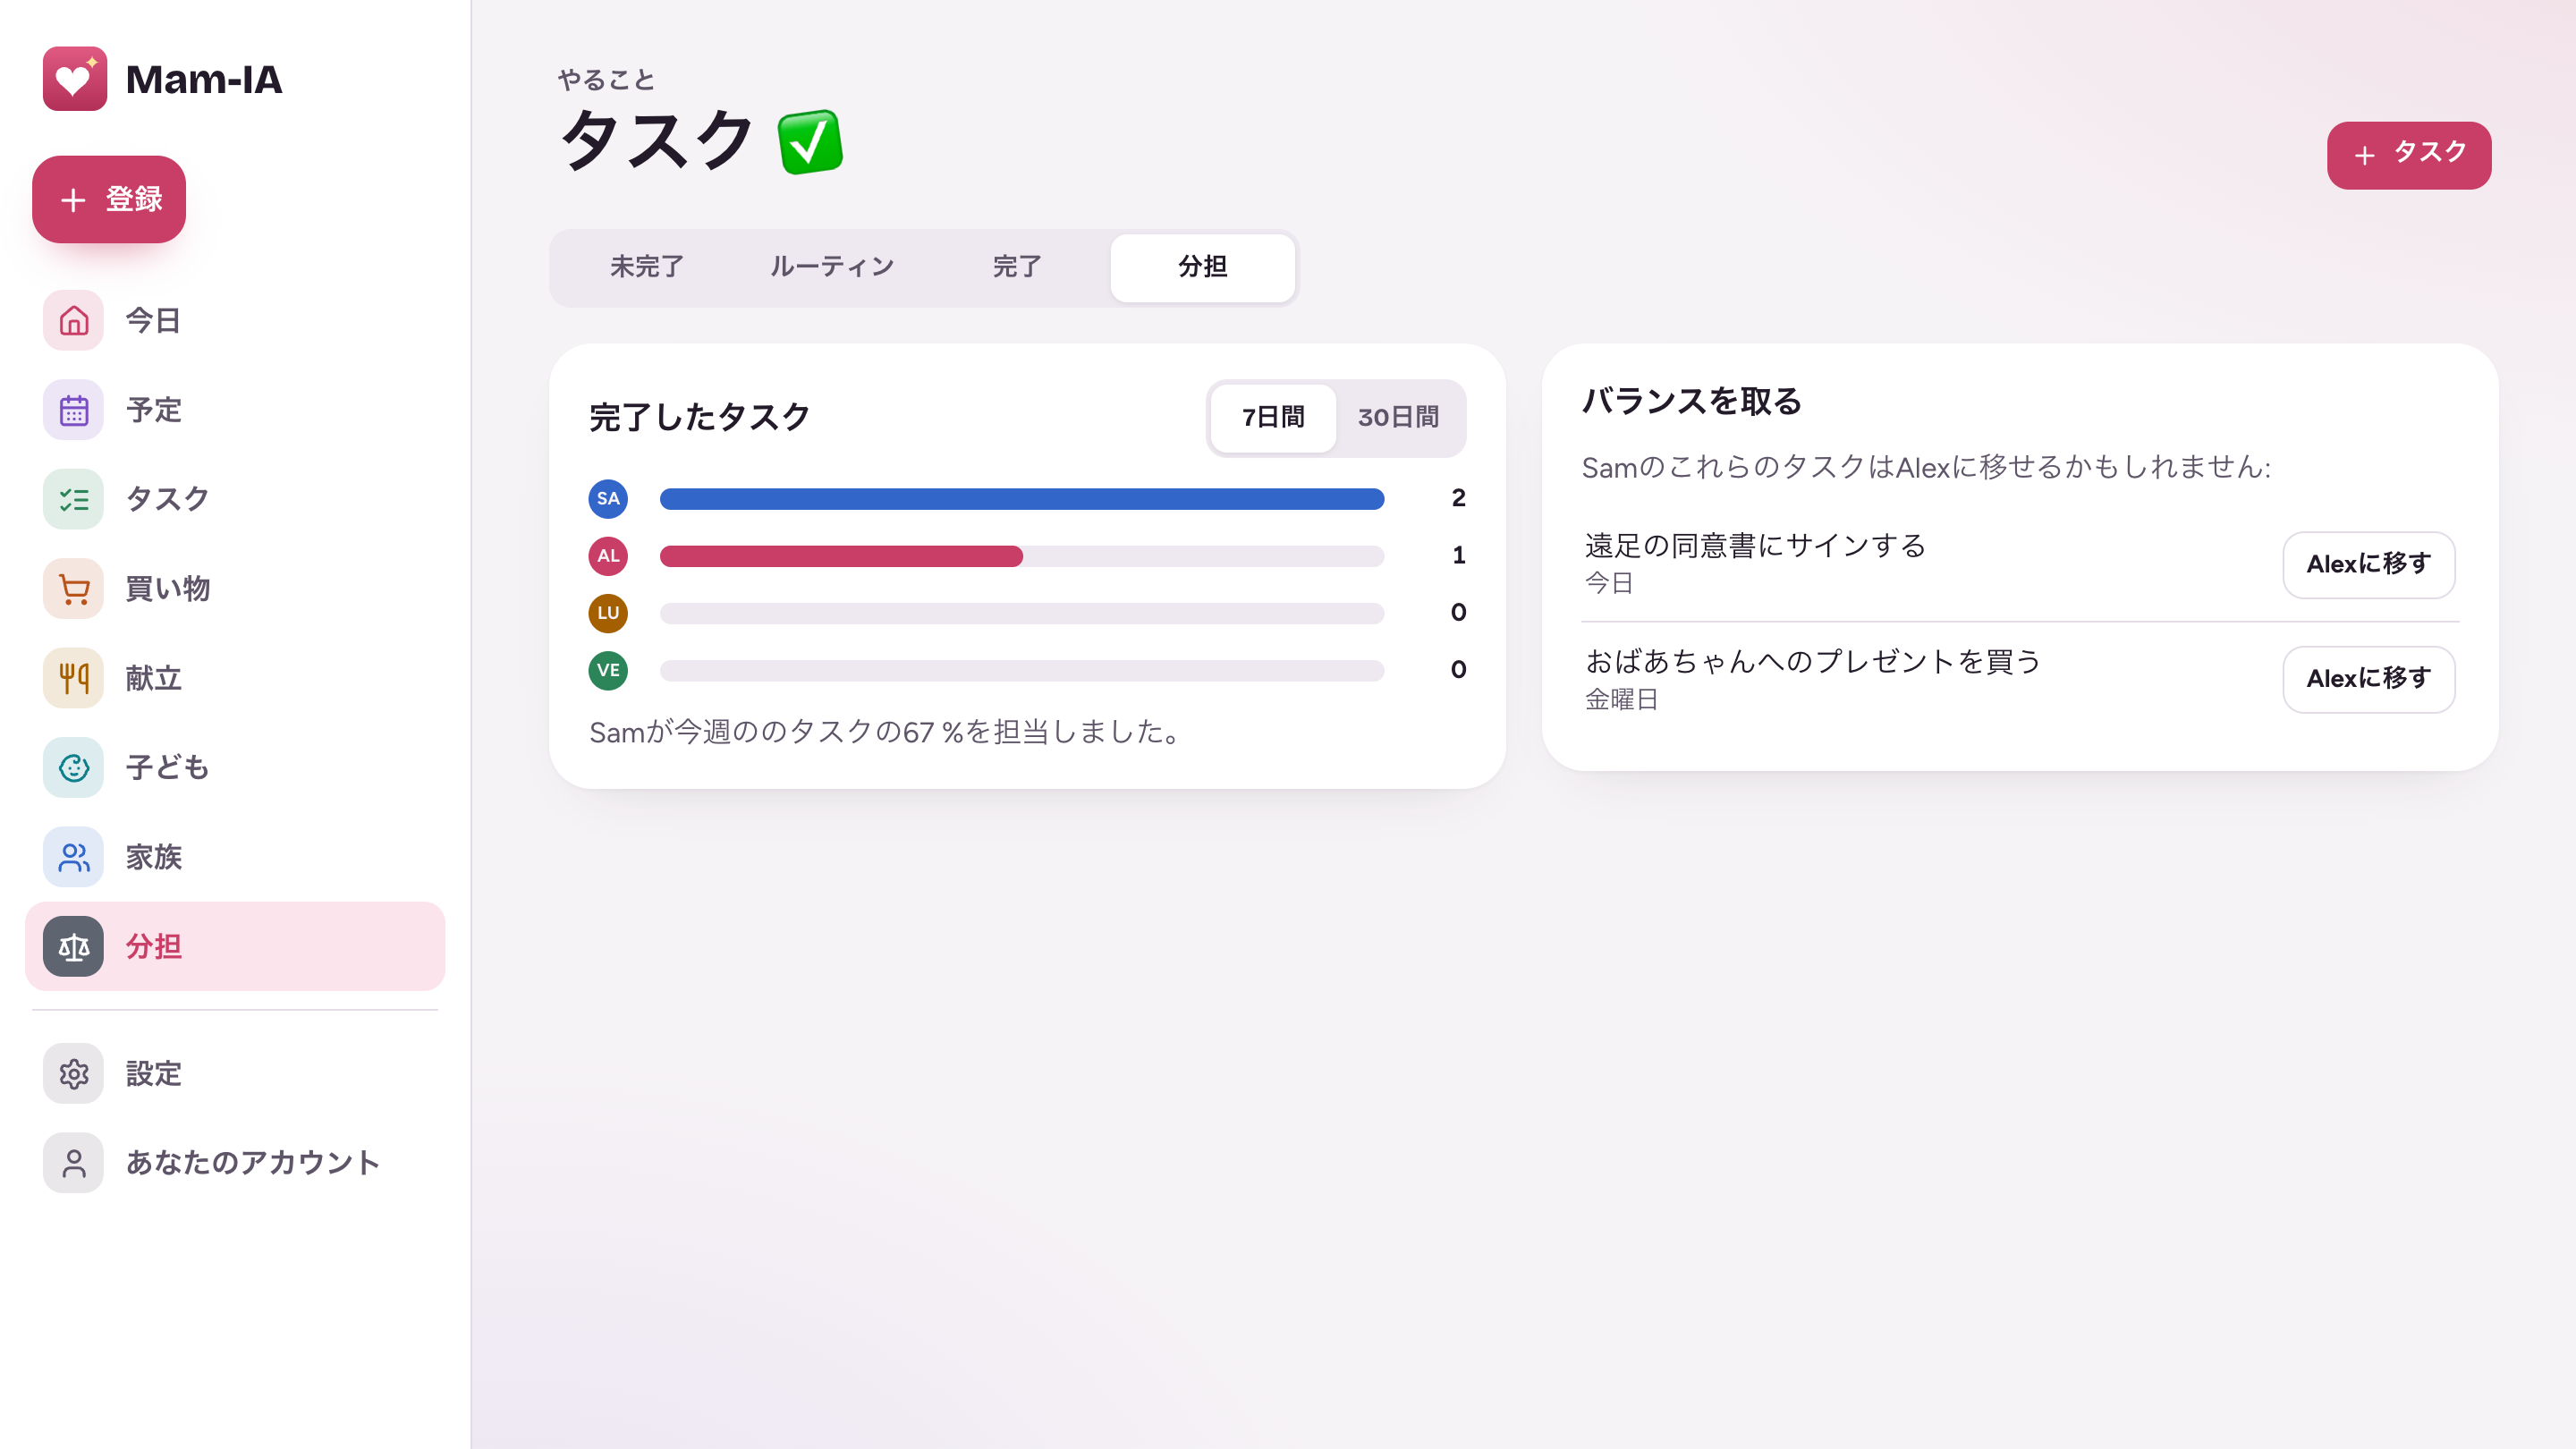 Mam-IA
登録
今日
予定
タスク
買い物
献立
子ども
家族
分担
設定
あなたのアカウント
やること
タスク ✅
タスク
未完了
ルーティン
完了
分担
完了したタスク
7日間
30日間
SA
2
AL
1
LU
0
VE
0
Samが今週ののタスクの67 %を担当しました。
バランスを取る
SamのこれらのタスクはAlexに移せるかもしれません:
遠足の同意書にサインする
今日
Alexに移す
おばあちゃんへのプレゼントを買う
金曜日
Alexに移す